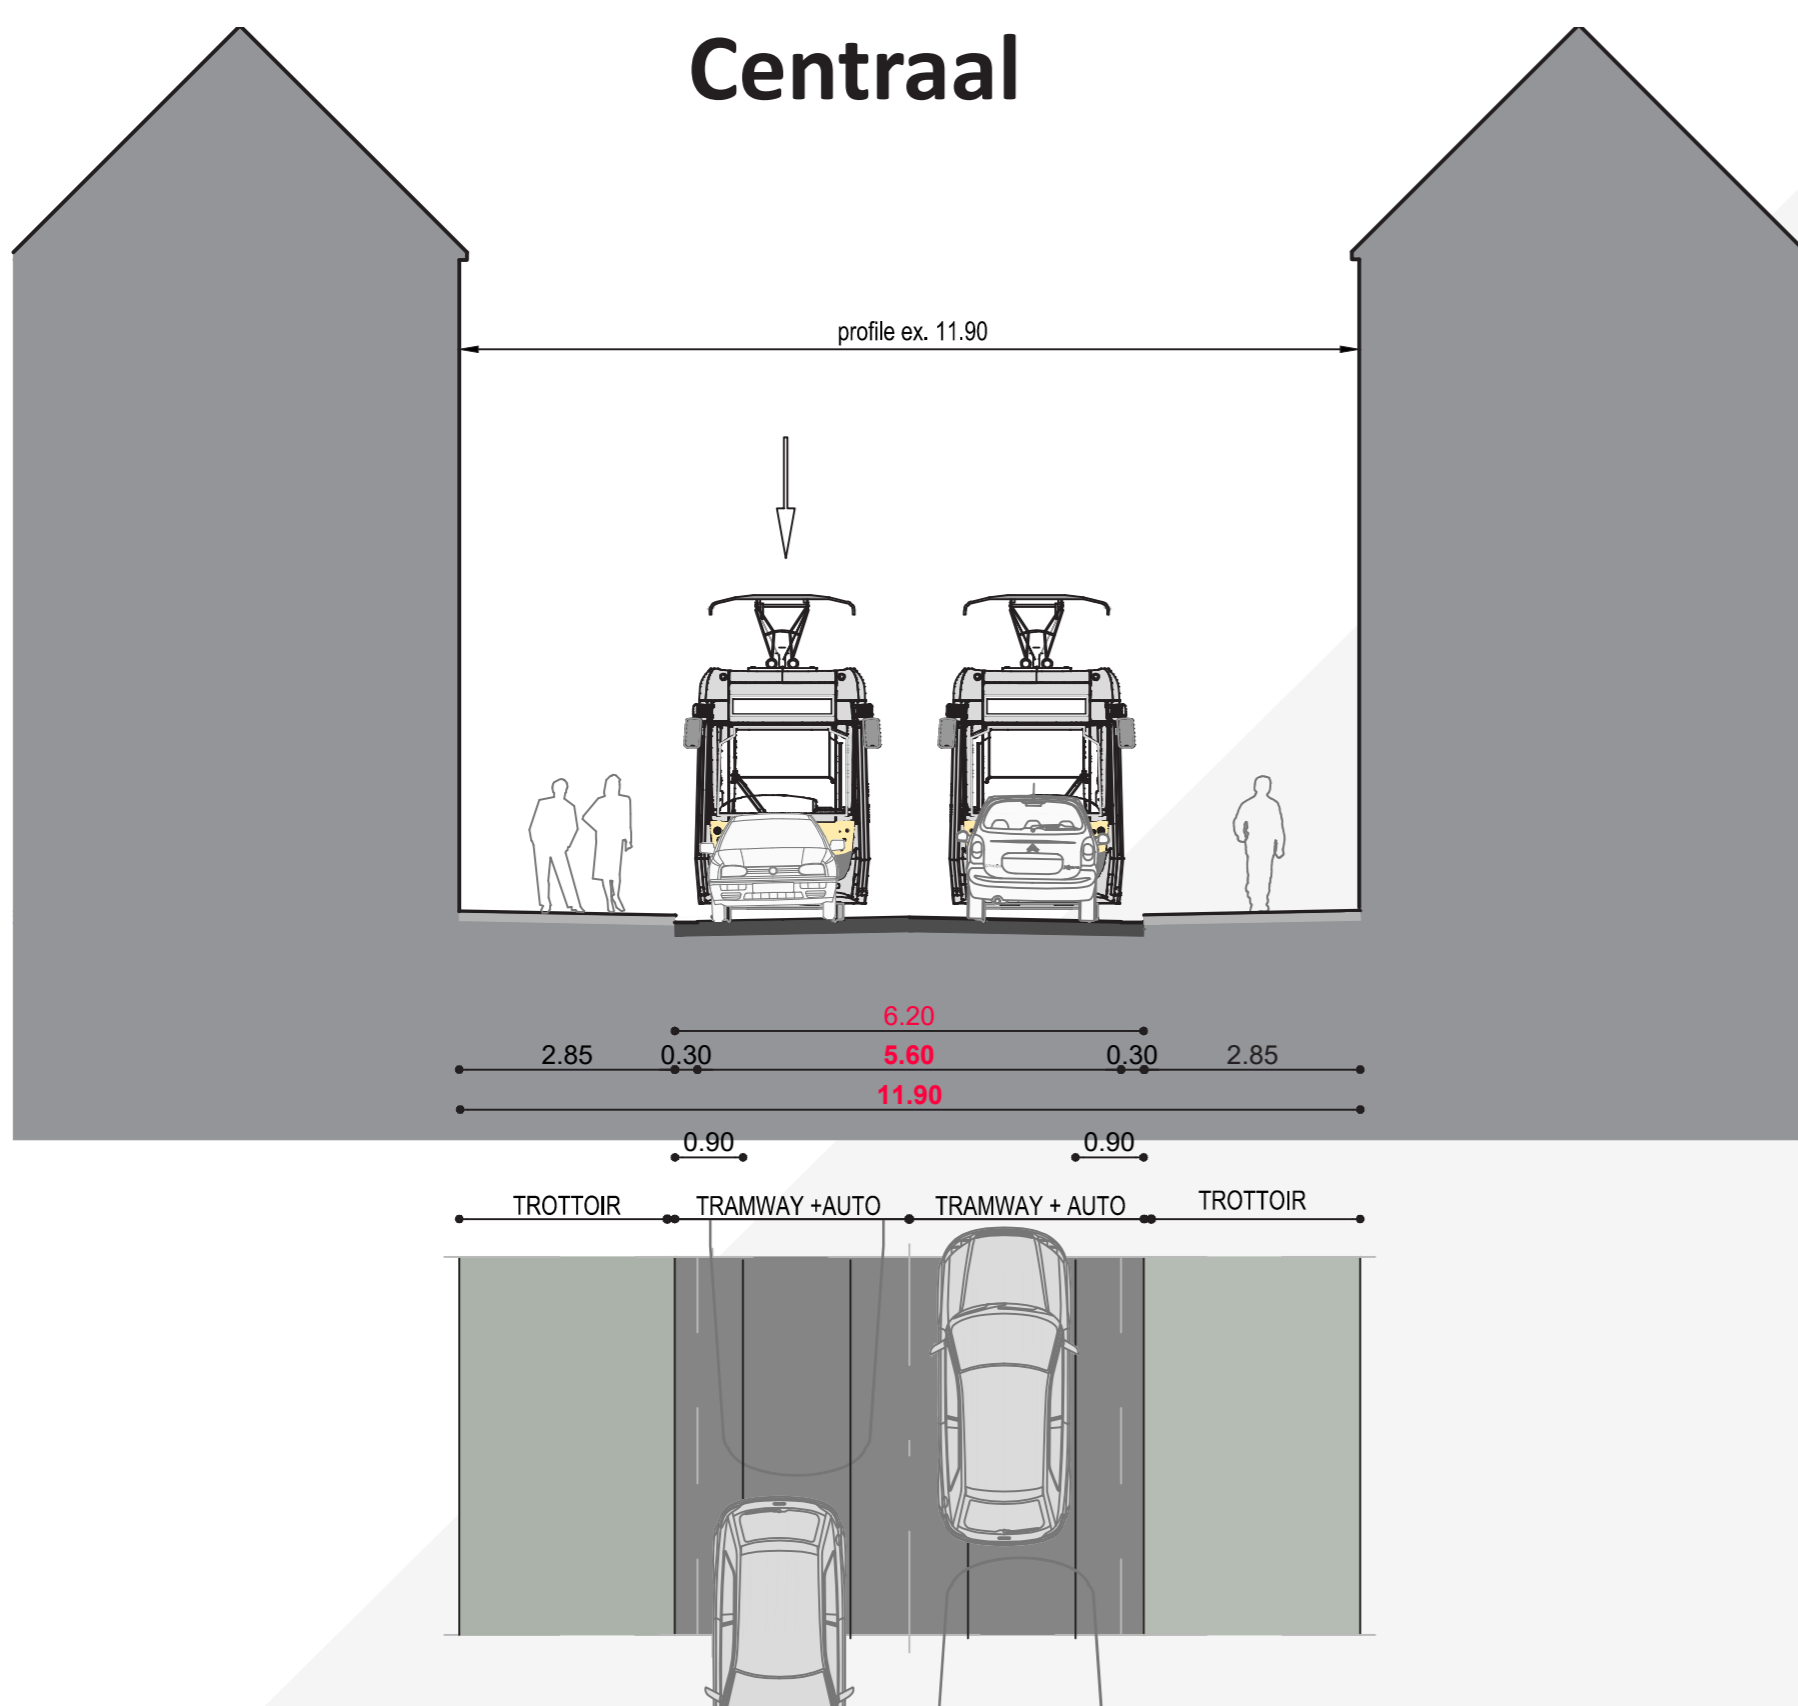 Centraal
profile ex. 11.90
6.20
2.85 0.30 5.60 0.30 2.85
11.90
0.90 0.90
TROTTOIR TRAMWAY +AUTO TRAMWAY + AUTO TROTTOIR